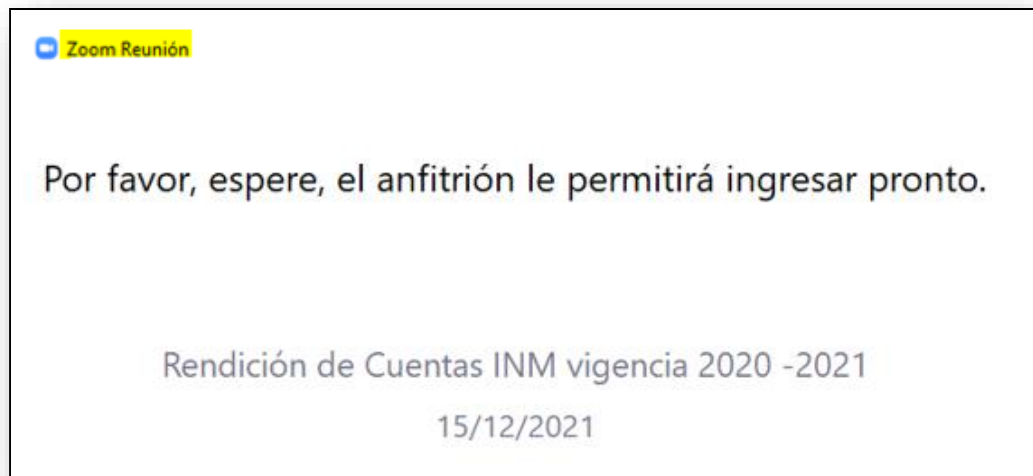 Zoom Reunión
Por favor, espere, el anfitrión le permitirá ingresar pronto.
Rendición de Cuentas INM vigencia 2020 -2021
15/12/2021